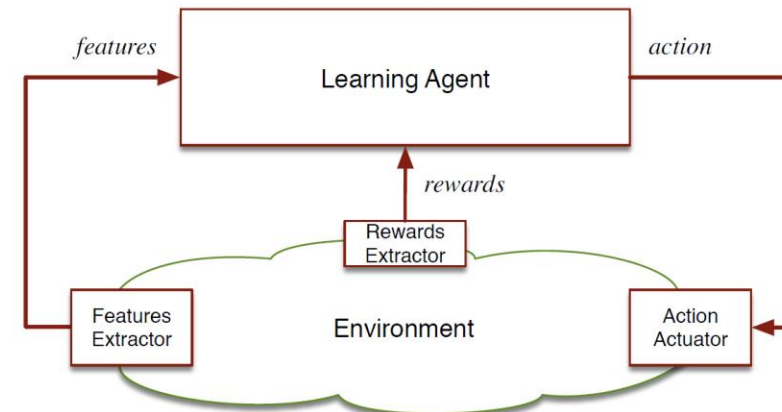 features
action
Learning Agent
rewards
Rewards
Extractor
Features
Extractor
Environment
Action
Actuator